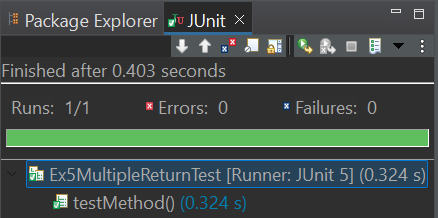 Package Explorer JUnit
Finished after 0.403 seconds
Runs: 1/1 Errors: 0 Failures: 0
Ex5MultipleReturnTest [Runner: JUnit 5] (0.324 s)
testMethod() (0.324 s)